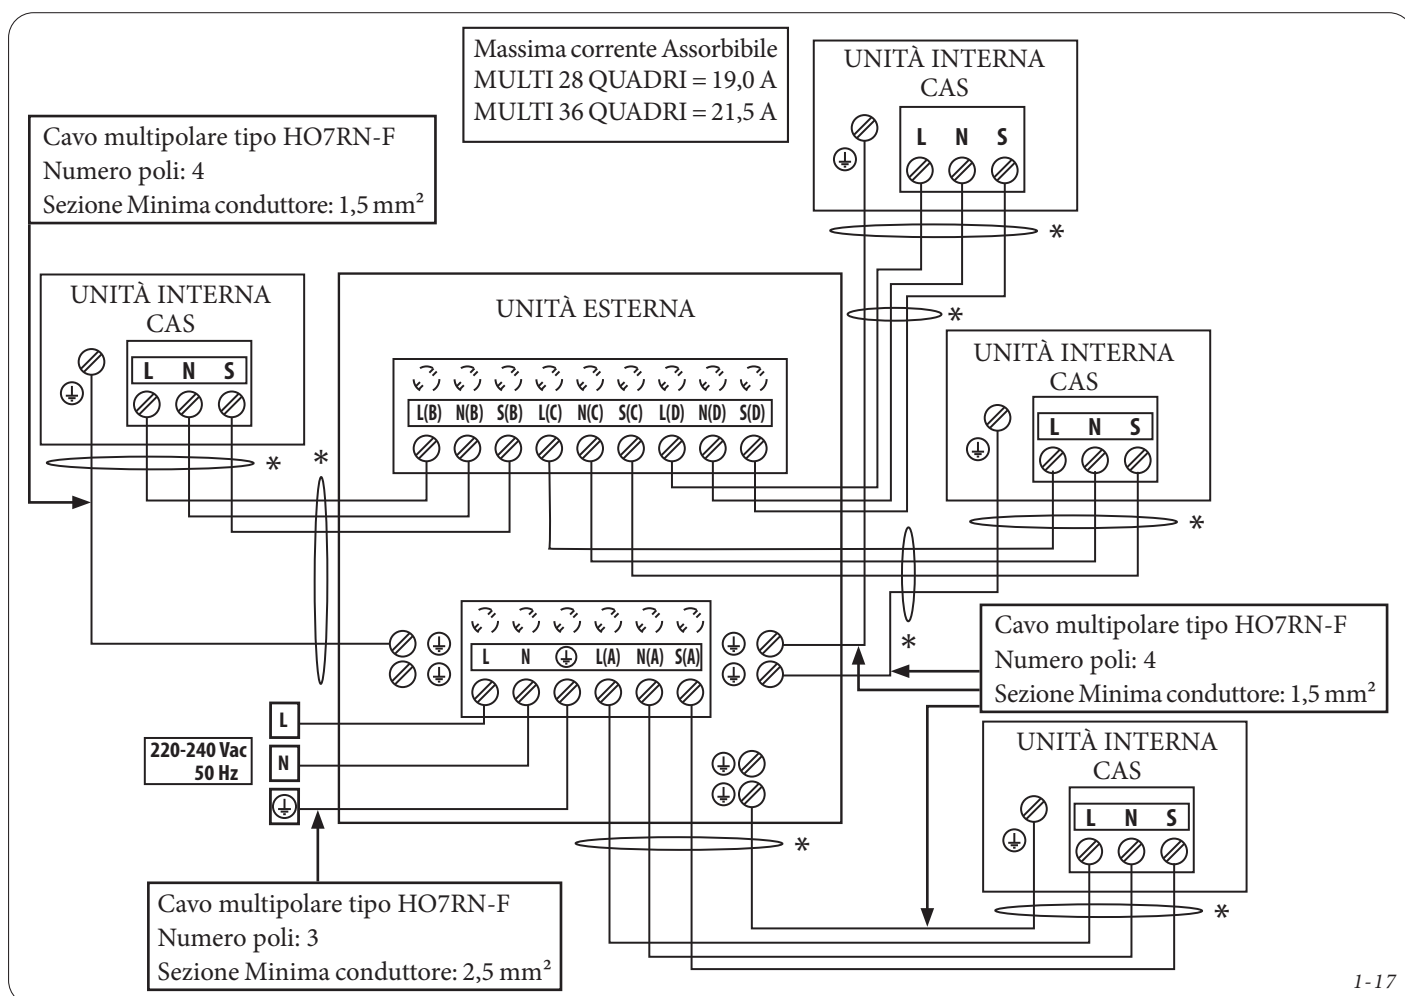 Massima corrente Assorbibile
MULTI 28 QUADRI = 19,0 A
MULTI 36 QUADRI = 21,5 A
UNITÀ INTERNA
CAS
L N S
*
Cavo multipolare tipo HO7RN-F
Numero poli: 4
Sezione Minima conduttore: 1,5 mm²
UNITÀ INTERNA
CAS
L N S
* *
UNITÀ ESTERNA
L(B) N(B) S(B) L(C) N(C) S(C) L(D) N(D) S(D)
*
UNITÀ INTERNA
CAS
L N S
*
*
L N L(A) N(A) S(A)
Cavo multipolare tipo HO7RN-F
Numero poli: 4
Sezione Minima conduttore: 1,5 mm²
220-240 Vac
50 Hz
L
N
*
UNITÀ INTERNA
CAS
L N S
*
Cavo multipolare tipo HO7RN-F
Numero poli: 3
Sezione Minima conduttore: 2,5 mm²
1-17